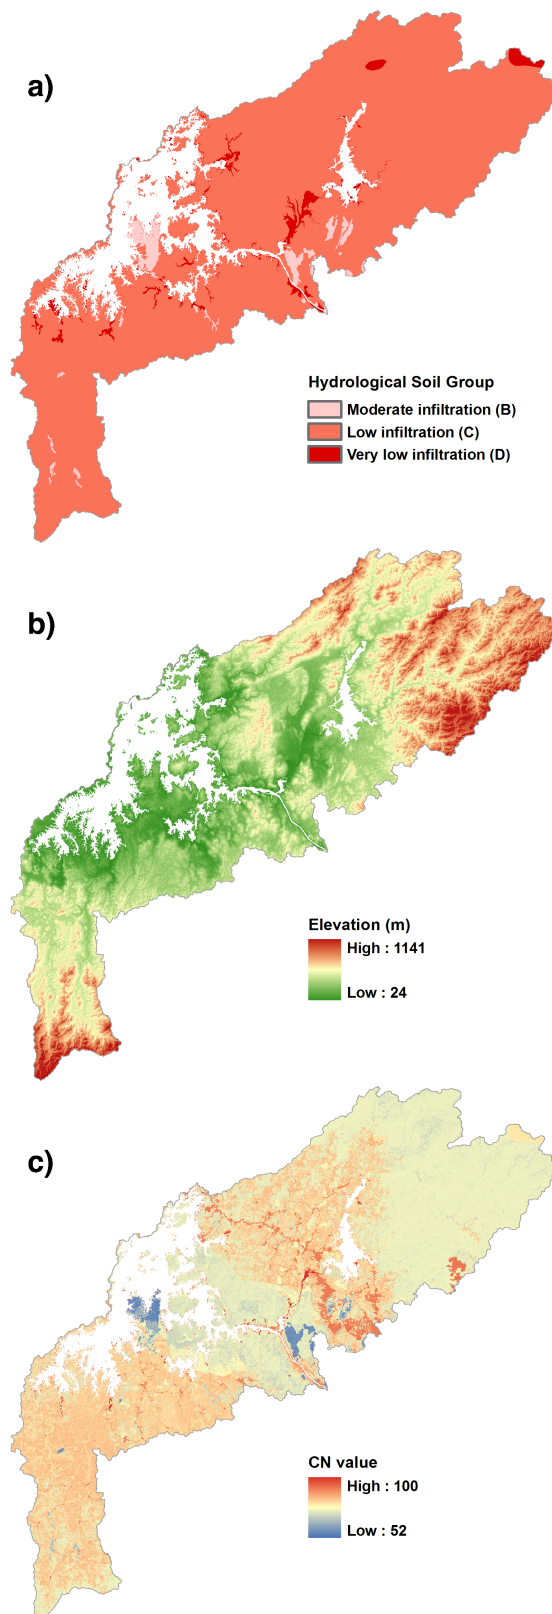 a)
Hydrological Soil Group
Moderate infiltration (B)
Low infiltration (C)
Very low infiltration (D)
b)
Elevation (m)
High : 1141
Low : 24
c)
CN value
High : 100
Low : 52